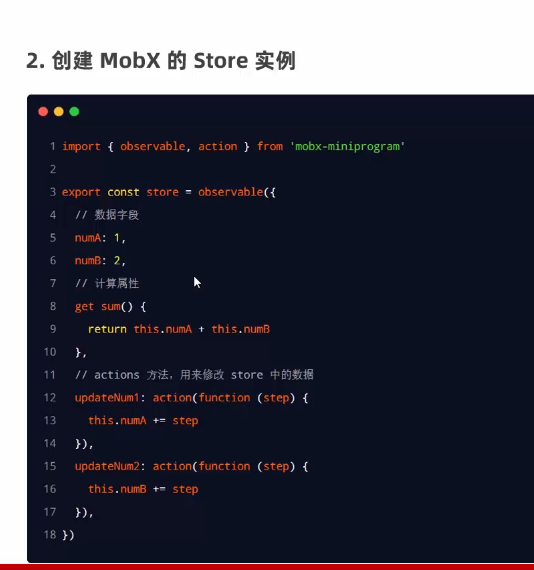 2. 创建 MobX 的 Store 实例
1 import { observable, action } from 'mobx-miniprogram'
2
3 export const store = observable({
4 // 数据字段
5 numA: 1,
6 numB: 2,
7 // 计算属性
8 get sum() {
9 return this.numA + this.numB
10 },
11 // actions 方法，用来修改 store 中的数据
12 updateNum1: action(function (step) {
13 this.numA += step
14 }),
15 updateNum2: action(function (step) {
16 this.numB += step
17 }),
18 })